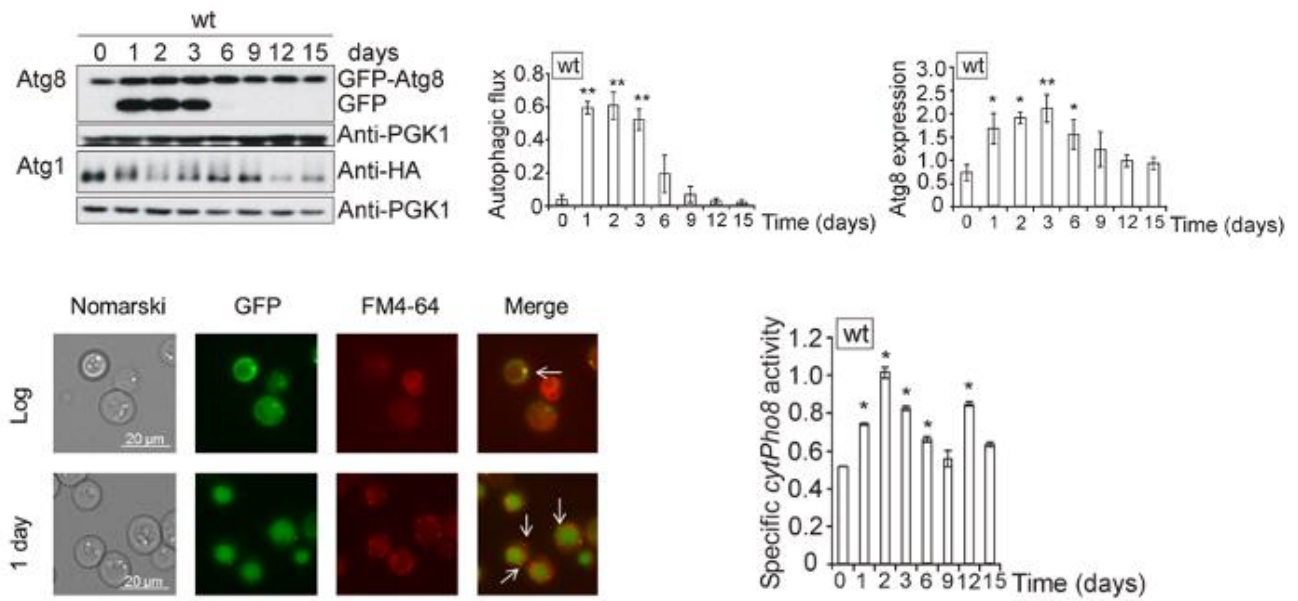 wt
0 1 2 3 6 9 12 15 days
Atg8
GFP-Atg8
GFP
Anti-PGK1
Atg1
Anti-HA
Anti-PGK1
wt
Autophagic flux
0.8
0.6
0.4
0.2
0
0 1 2 3 6 9 12 15 Time (days)
** ** **
wt
Atg8 expression
3.0
2.5
2.0
1.5
1.0
0.5
0
0 1 2 3 6 9 12 15 Time (days)
* * ** *
Nomarski GFP FM4-64 Merge
Log
20 µm
1 day
20 µm
wt
Specific cytPho8 activity
1.2
1.0
0.8
0.6
0.4
0.2
0
0 1 2 3 6 9 12 15 Time (days)
* * * * *